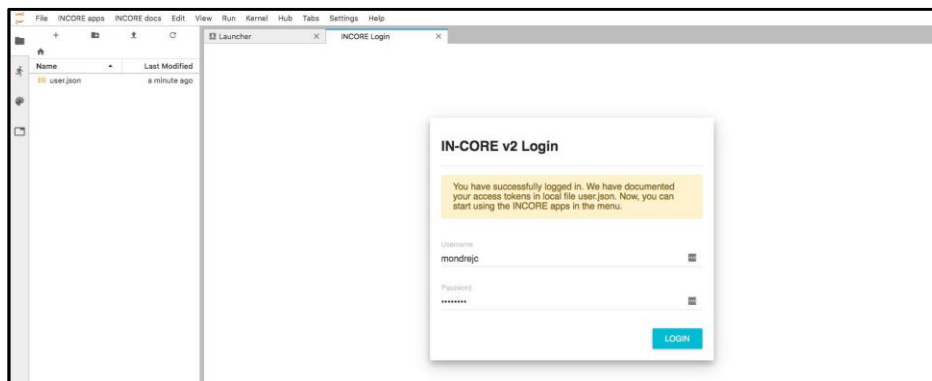 File INCORE apps INCORE docs Edit View Run Kernel Hub Tabs Settings Help
Launcher INCORE Login
Name Last Modified
user.json a minute ago
IN-CORE v2 Login
You have successfully logged in. We have documented
your access tokens in local file user.json. Now, you can
start using the INCORE apps in the menu.
Username
mondrejc
Password
••••••••
LOGIN